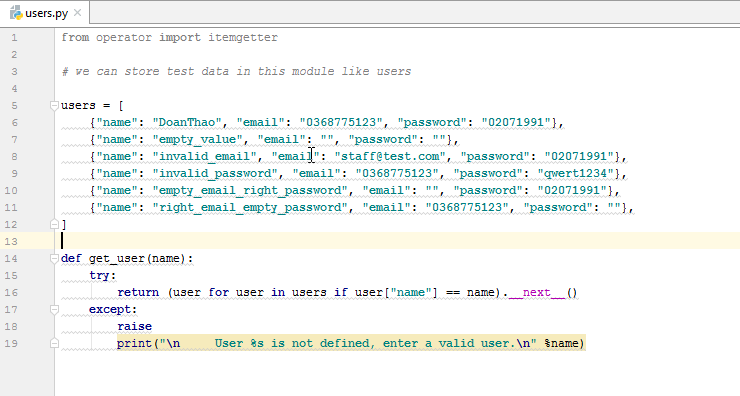 users.py
1 from operator import itemgetter
2
3 # we can store test data in this module like users
4
5 users = [
6     {"name": "DoanThao", "email": "0368775123", "password": "02071991"},
7     {"name": "empty_value", "email": "", "password": ""},
8     {"name": "invalid_email", "email": "staff@test.com", "password": "02071991"},
9     {"name": "invalid_password", "email": "0368775123", "password": "qwert1234"},
10     {"name": "empty_email_right_password", "email": "", "password": "02071991"},
11     {"name": "right_email_empty_password", "email": "0368775123", "password": ""},
12 ]
13
14 def get_user(name):
15     try:
16         return (user for user in users if user["name"] == name).__next__()
17     except:
18         raise
19         print("\n     User %s is not defined, enter a valid user.\n" %name)